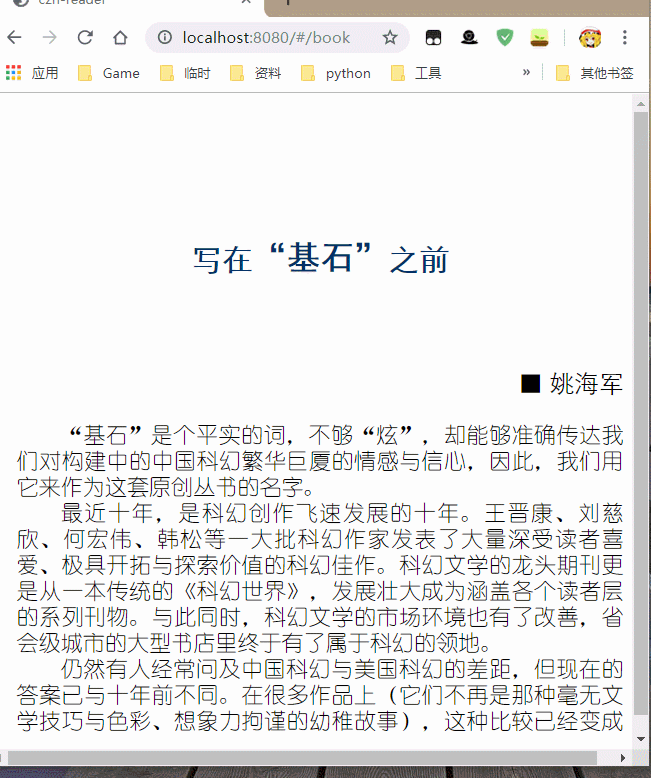 czh-reader
localhost:8080/#/book
应用 Game 临时 资料 python 工具 » 其他书签
写在“基石”之前
■ 姚海军
“基石”是个平实的词，不够“炫”，却能够准确传达我
们对构建中的中国科幻繁华巨厦的情感与信心，因此，我们用
它来作为这套原创丛书的名字。
最近十年，是科幻创作飞速发展的十年。王晋康、刘慈
欣、何宏伟、韩松等一大批科幻作家发表了大量深受读者喜
爱、极具开拓与探索价值的科幻佳作。科幻文学的龙头期刊更
是从一本传统的《科幻世界》，发展壮大成为涵盖各个读者层
的系列刊物。与此同时，科幻文学的市场环境也有了改善，省
会级城市的大型书店里终于有了属于科幻的领地。
仍然有人经常问及中国科幻与美国科幻的差距，但现在的
答案已与十年前不同。在很多作品上（它们不再是那种毫无文
学技巧与色彩、想象力拘谨的幼稚故事），这种比较已经变成